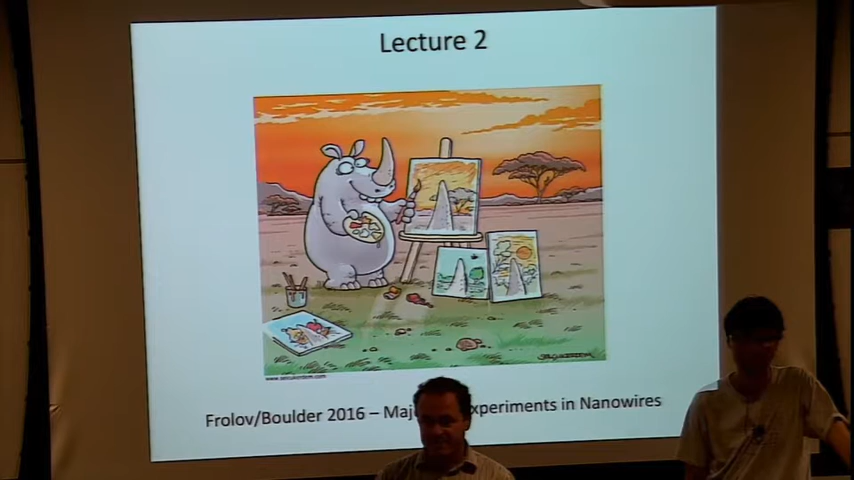 Lecture 2
Frolov/Boulder 2016 – Maj xperiments in Nanowires